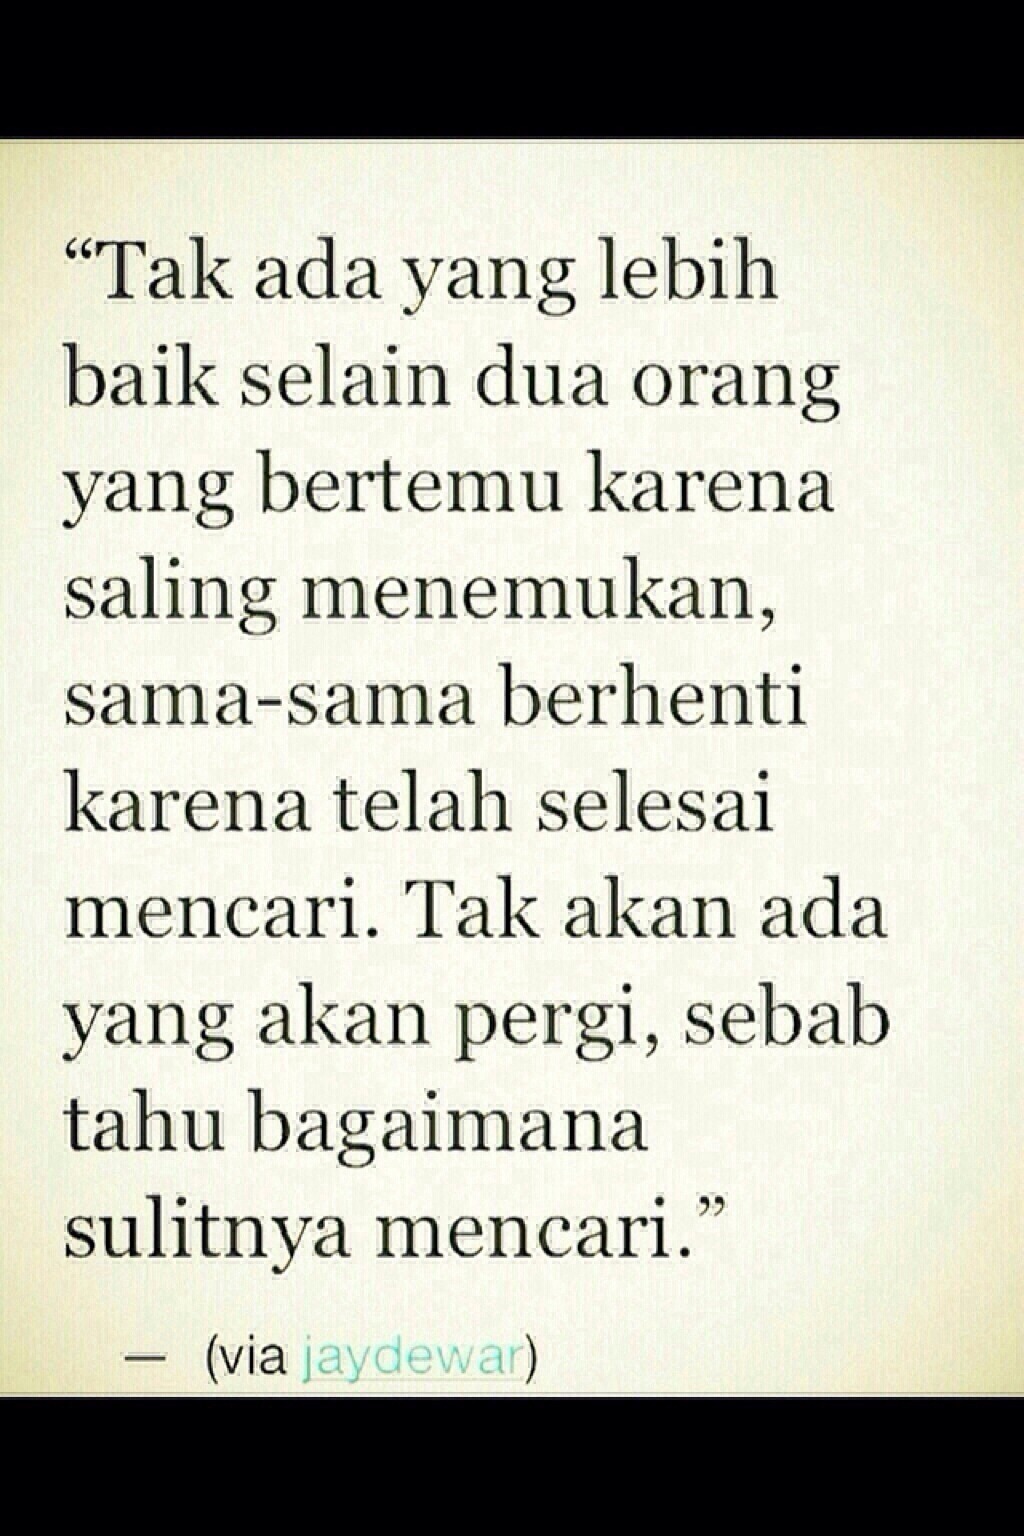 “Tak ada yang lebih
baik selain dua orang
yang bertemu karena
saling menemukan,
sama-sama berhenti
karena telah selesai
mencari. Tak akan ada
yang akan pergi, sebab
tahu bagaimana
sulitnya mencari.”
— (via jaydewar)